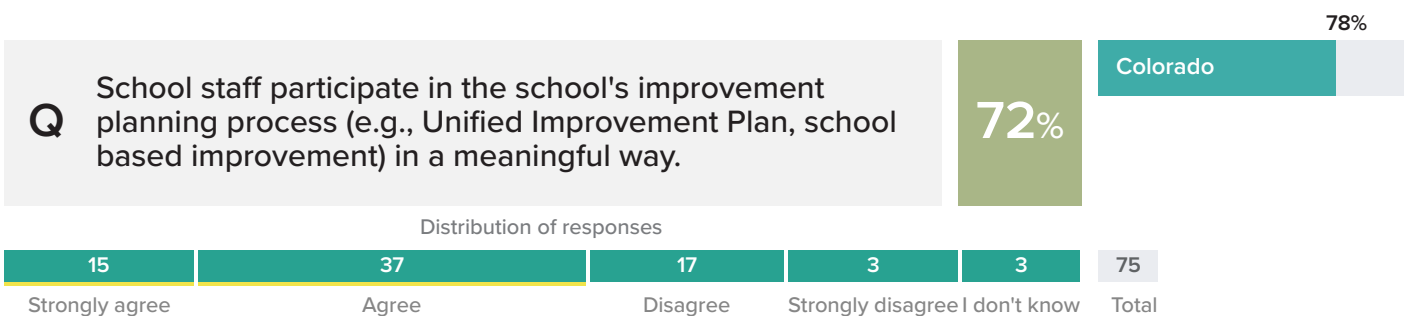 78%
Q
School staff participate in the school's improvement
planning process (e.g., Unified Improvement Plan, school
based improvement) in a meaningful way.
72%
Colorado
Distribution of responses
15 37 17 3 3 75
Strongly agree Agree Disagree Strongly disagree I don't know Total